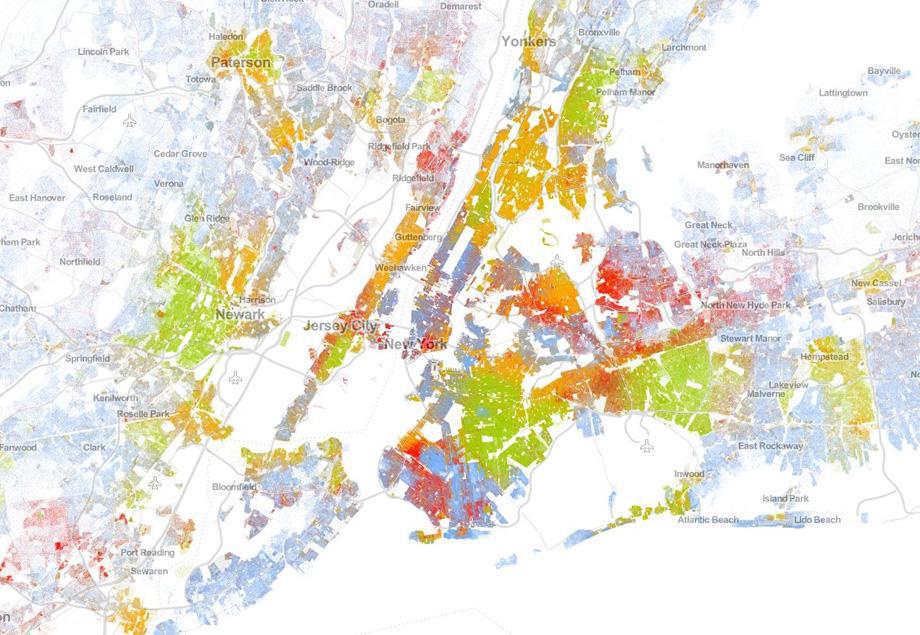 Oradell
Demarest
Haledon
Yonkers
Bronxville
Lincoln Park
Larchmont
Paterson
Totowa
Pelham
Bayville
Saddle Brook
Pelham Manor
Lattingtown
Fairfield
Bogota
Oyster
Cedar Grove
Ridgefield Park
Wood-Ridge
Sea Cliff
East Nor
West Caldwell
Manorhaven
Verona
Ridgefield
East Hanover
Roseland
Fairview
Brookville
Glen Ridge
Great Neck
ham Park
Guttenberg
Jericho
Great Neck Plaza
North Hills
Northfield
Weehawken
New Cassel
Harrison
Salisbury
Chatham
North New Hyde Park
Newark
Jersey City
Stewart Manor
New York
Springfield
Hempstead
Lakeview
Kenilworth
Malverne
Roselle Park
Fanwood
Clark
East Rockaway
Inwood
Bloomfield
Island Park
Atlantic Beach
Lido Beach
Port Reading
Sewaren